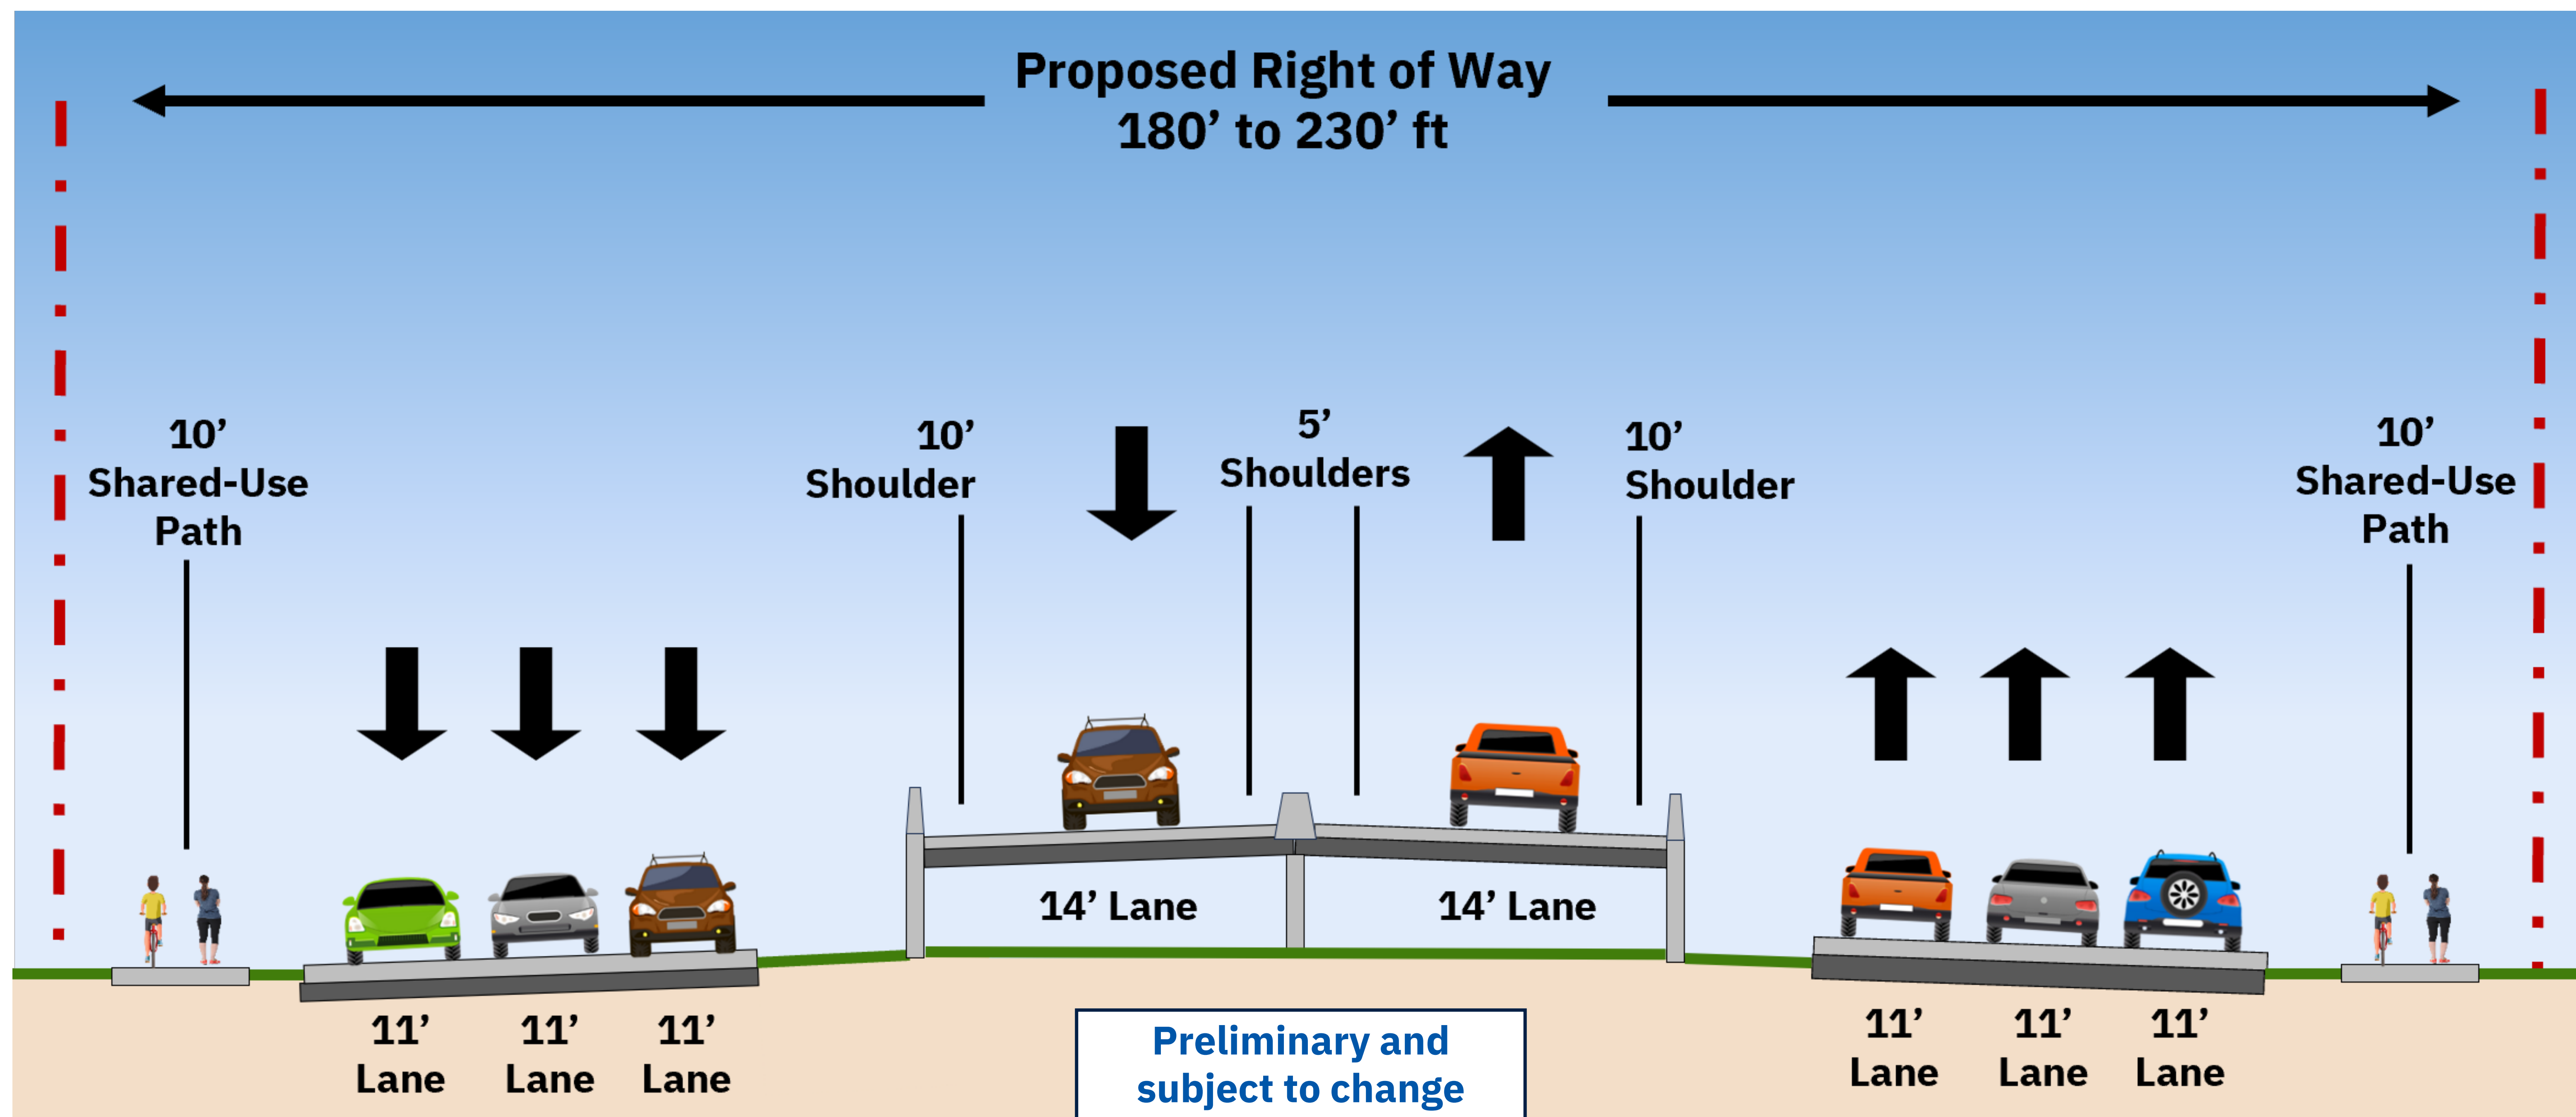 Proposed Right of Way
180’ to 230’ ft
10’
Shared-Use
Path
10’
Shoulder
5’
Shoulders
10’
Shoulder
10’
Shared-Use
Path
14’ Lane
14’ Lane
11’
Lane
11’
Lane
11’
Lane
11’
Lane
11’
Lane
11’
Lane
Preliminary and
subject to change